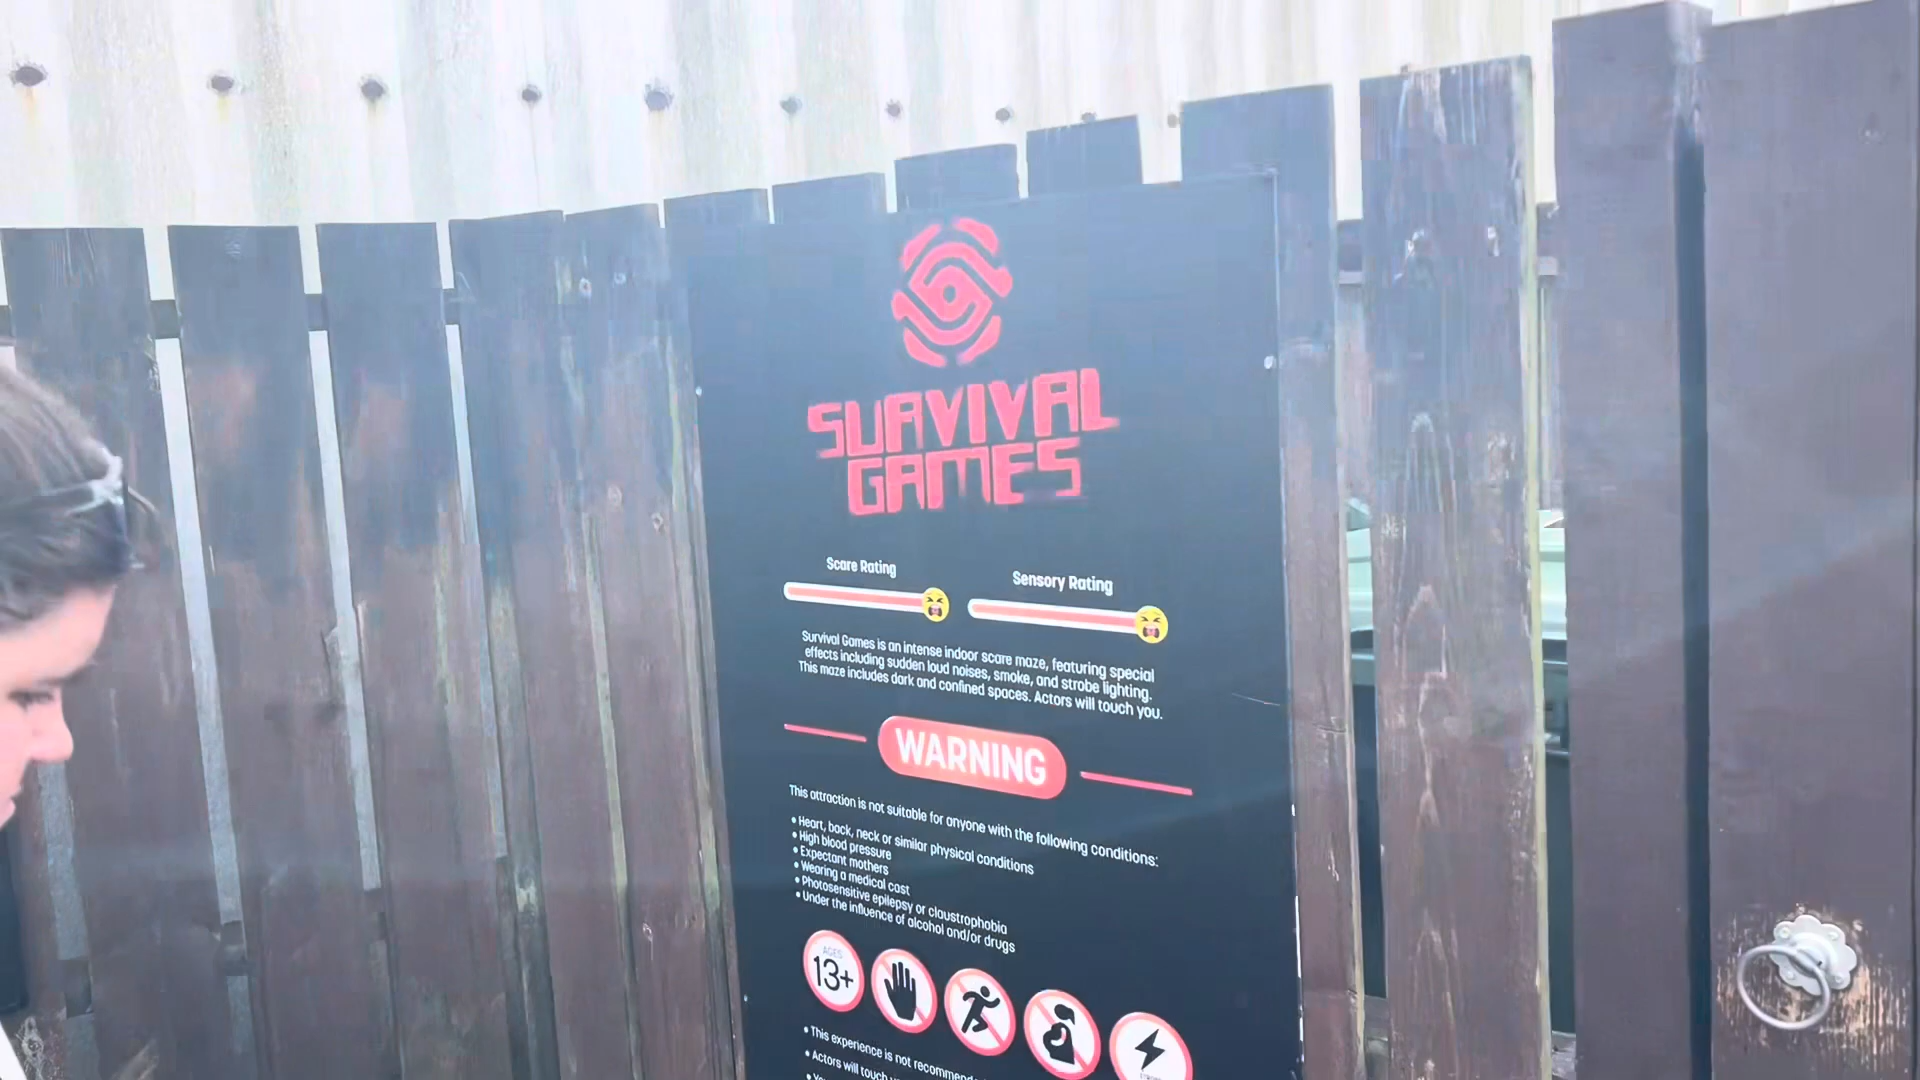 SURVIVAL
GAMES
Scare Rating
Sensory Rating
Survival Games is an intense indoor scare maze, featuring special
effects including sudden loud noises, smoke, and strobe lighting.
This maze includes dark and confined spaces. Actors will touch you.
WARNING
This attraction is not suitable for anyone with the following conditions:
• Heart, back, neck or similar physical conditions
• High blood pressure
• Expectant mothers
• Wearing a medical cast
• Photosensitive epilepsy or claustrophobia
• Under the influence of alcohol and/or drugs
AGES
13+
• This experience is not recommende
• Actors will touch